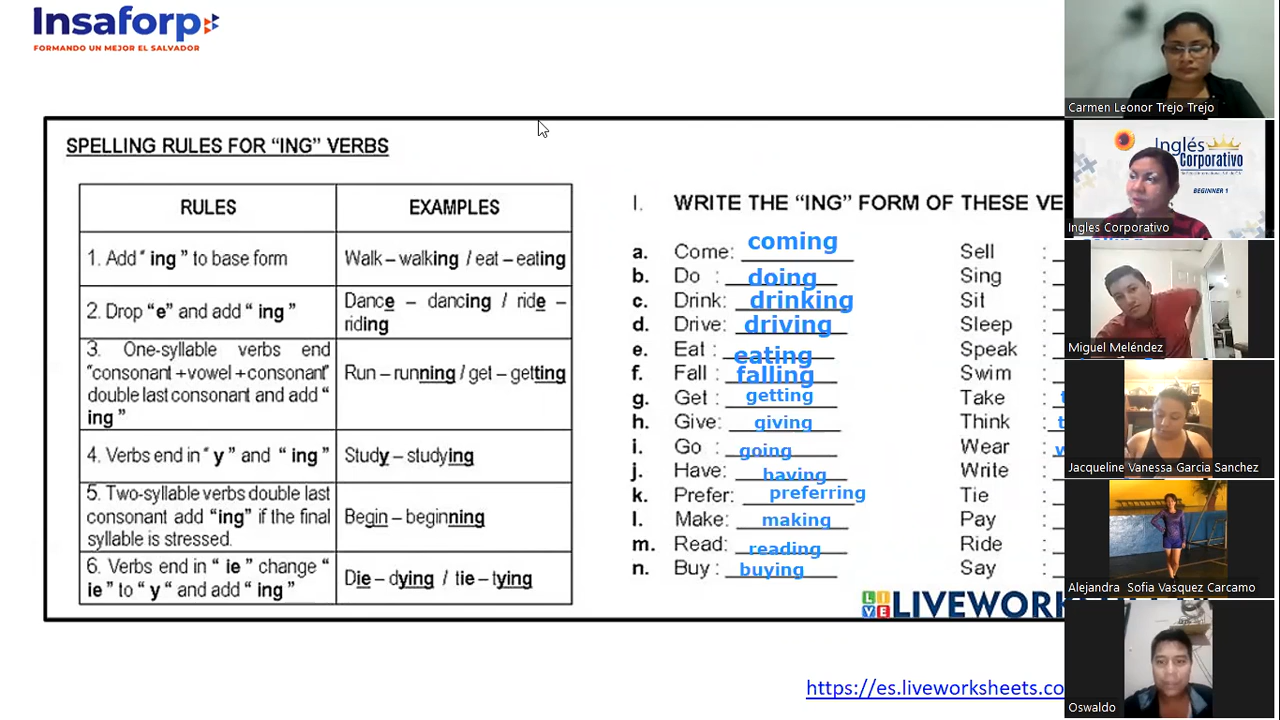 Insaforp
FORMANDO UN MEJOR EL SALVADOR
SPELLING RULES FOR “ING” VERBS
RULES
EXAMPLES
1. Add “ ing ” to base form
Walk – walking / eat – eating
2. Drop “e” and add “ ing ”
Dance – dancing / ride –
riding
3. One-syllable verbs end
“consonant +vowel +consonant”
double last consonant and add “
ing ”
Run – running / get – getting
4. Verbs end in “ y ” and “ ing ”
Study – studying
5. Two-syllable verbs double last
consonant add “ing” if the final
syllable is stressed.
Begin – beginning
6. Verbs end in “ ie ” change “
ie ” to “ y ” and add “ ing ”
Die – dying / tie – tying
I. WRITE THE “ING” FORM OF THESE VE
a. Come: coming
b. Do : doing
c. Drink: drinking
d. Drive: driving
e. Eat : eating
f. Fall : falling
g. Get : getting
h. Give: giving
i. Go : going
j. Have: having
k. Prefer: preferring
l. Make: making
m. Read: reading
n. Buy : buying
Sell :
Sing :
Sit :
Sleep :
Speak :
Swim :
Take :
Think :
Wear :
Write :
Tie :
Pay :
Ride :
Say :
LIVE LIVEWORK
https://es.liveworksheets.co
Carmen Leonor Trejo Trejo
Inglés
Corporativo
BEGINNER 1
Ingles Corporativo
Miguel Meléndez
Jacqueline Vanessa Garcia Sanchez
Alejandra Sofia Vasquez Carcamo
Oswaldo